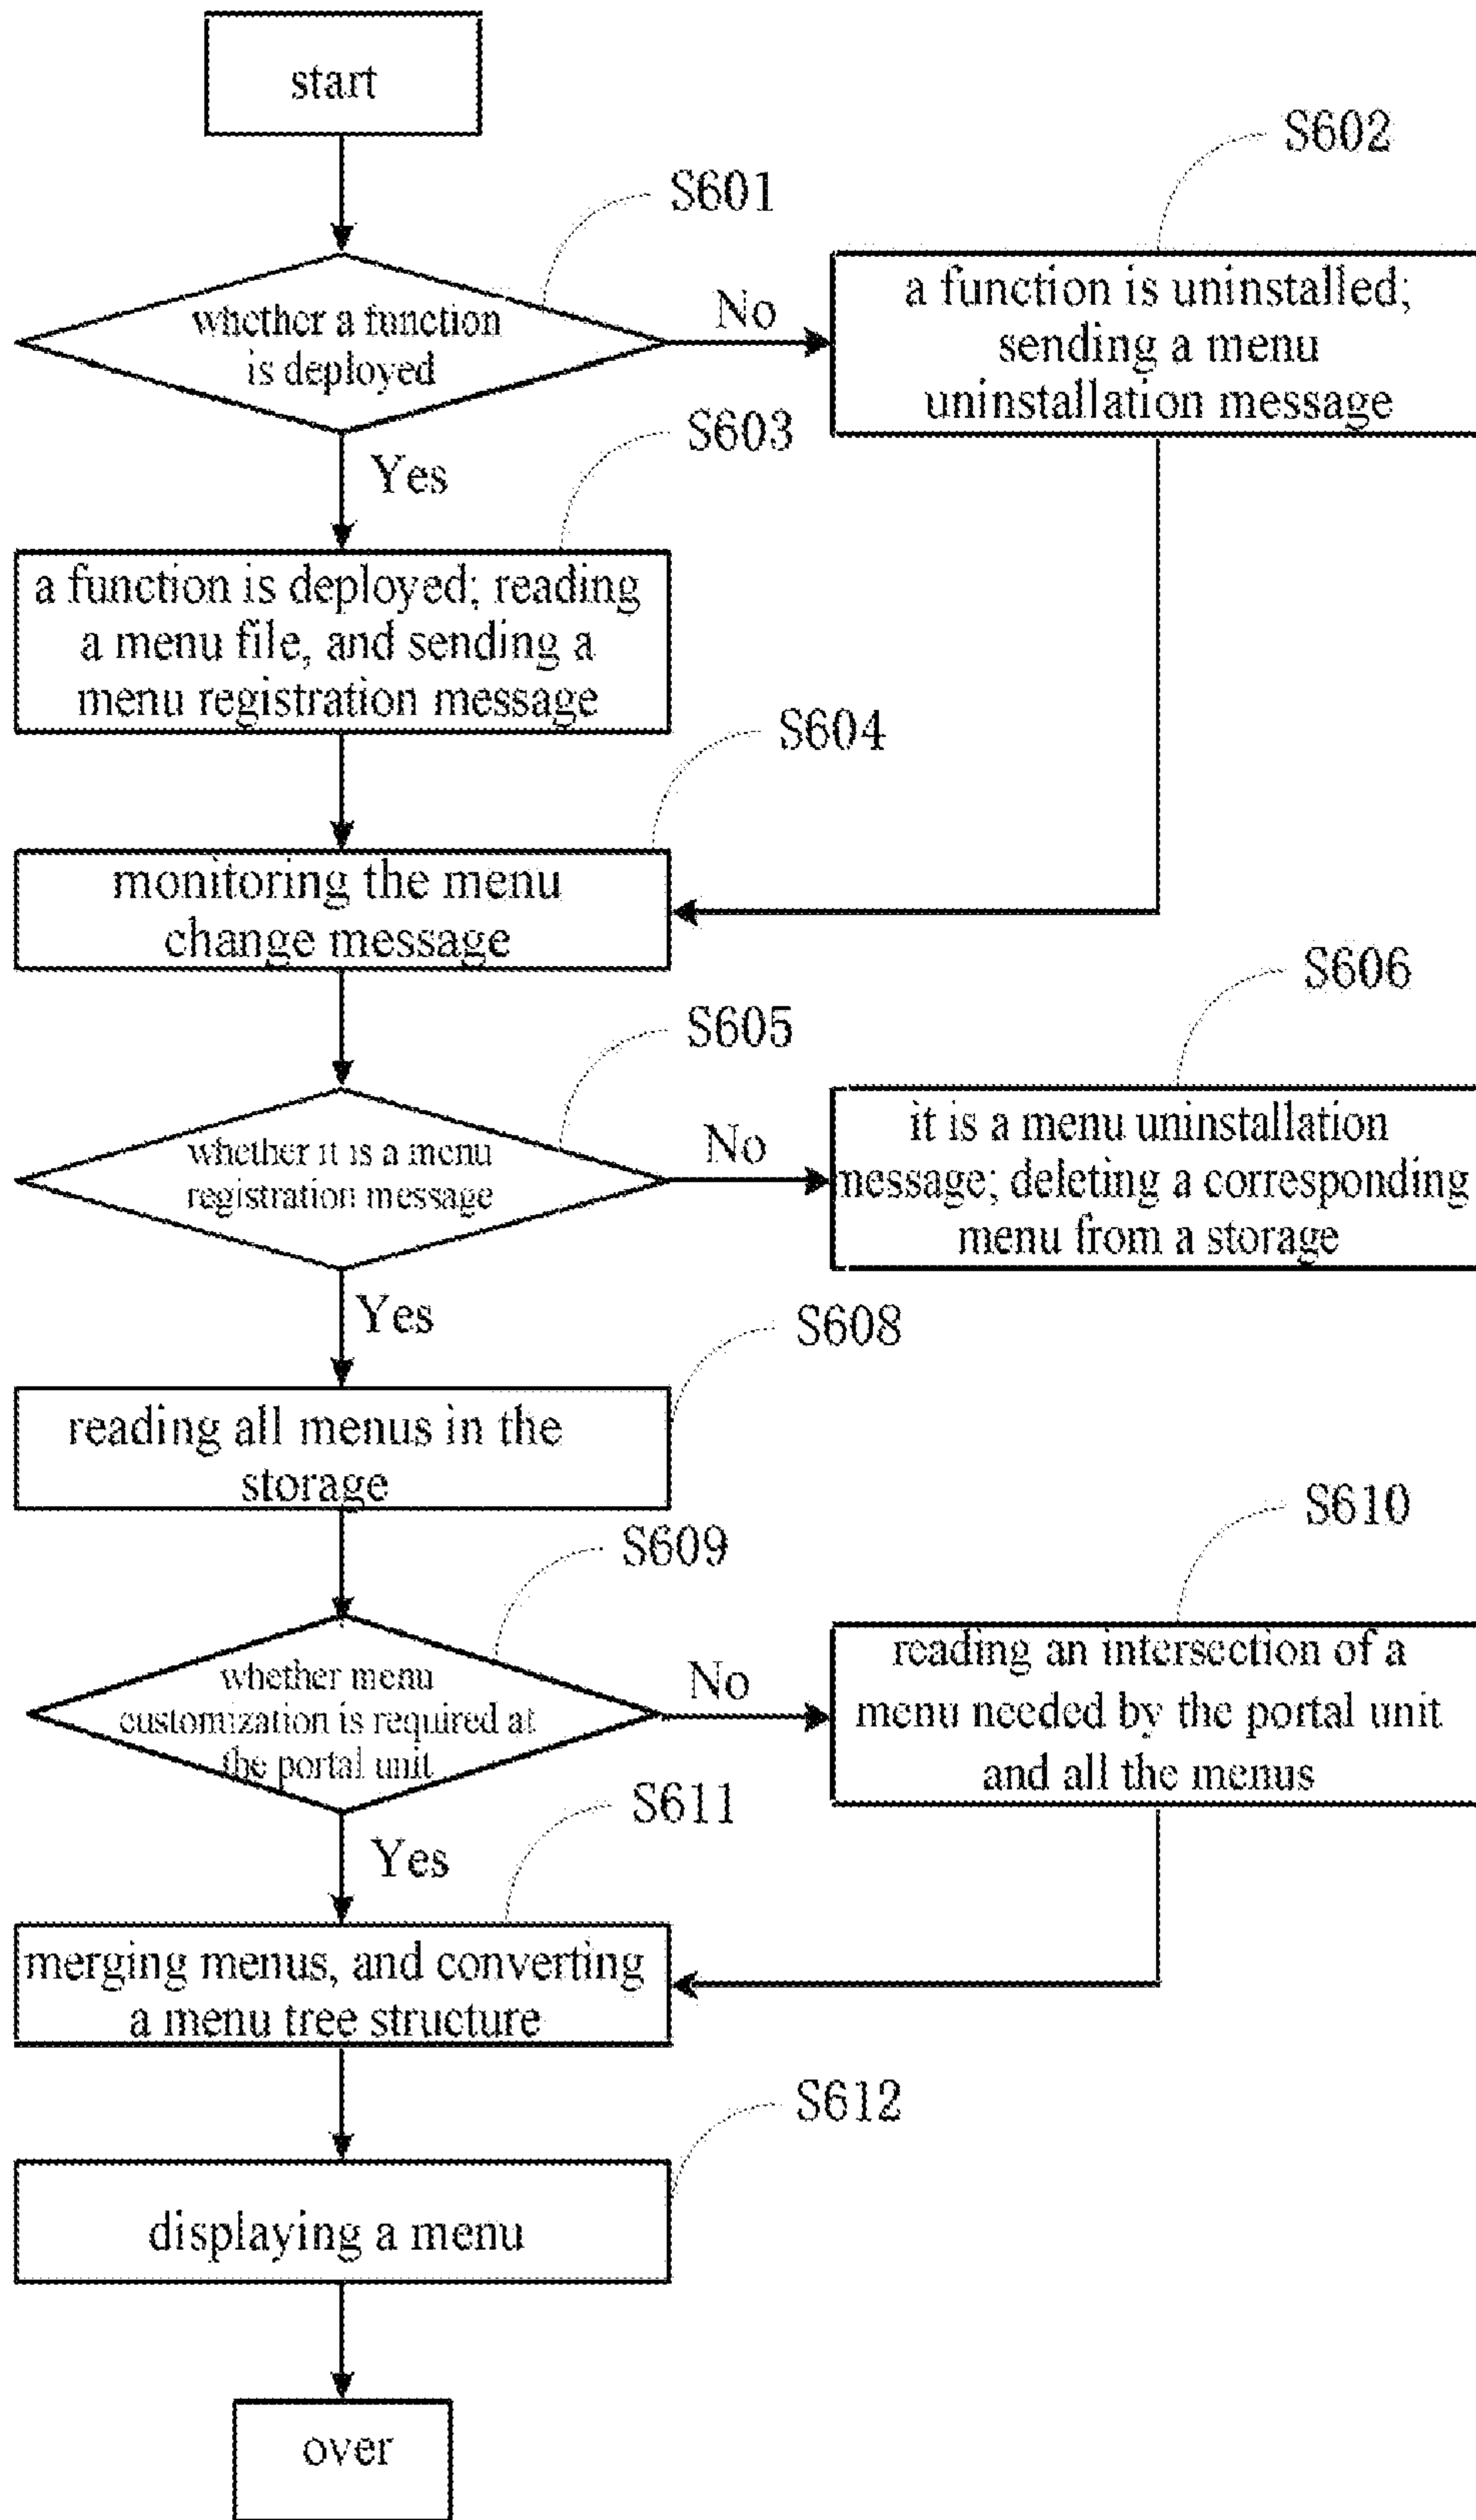 start
S601
S602
whether a function
is deployed
No
a function is uninstalled;
sending a menu
uninstallation message
Yes
S603
a function is deployed; reading
a menu file, and sending a
menu registration message
S604
monitoring the menu
change message
S605
S606
whether it is a menu
registration message
No
it is a menu uninstallation
message; deleting a corresponding
menu from a storage
Yes
S608
reading all menus in the
storage
S609
S610
whether menu
customization is required at
the portal unit
No
reading an intersection of a
menu needed by the portal unit
and all the menus
Yes
S611
merging menus, and converting
a menu tree structure
S612
displaying a menu
over